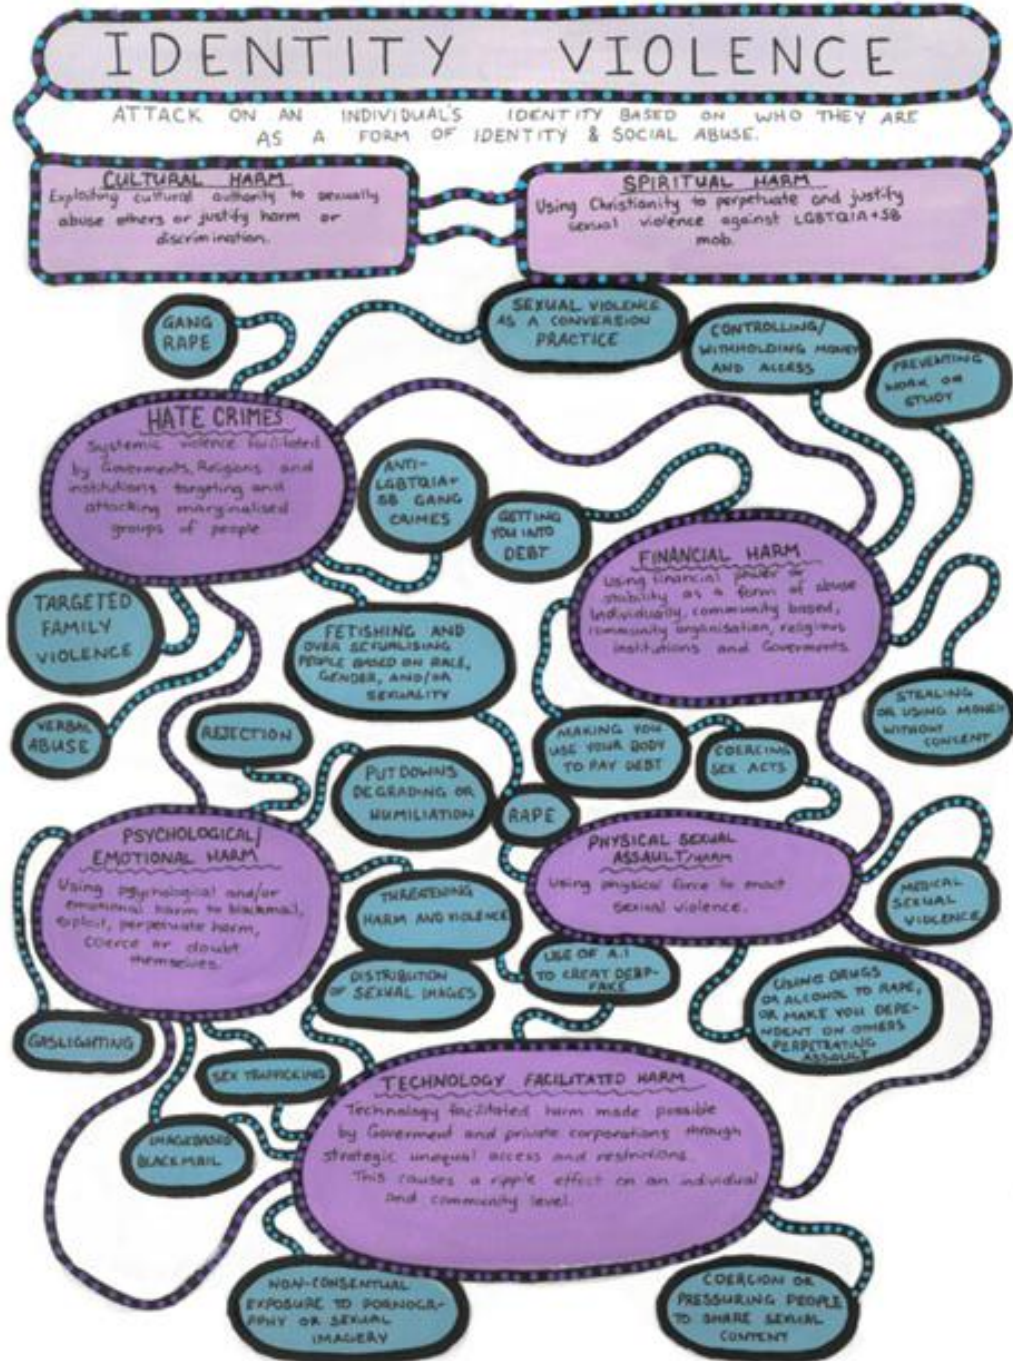 IDENTITY VIOLENCE
ATTACK ON AN INDIVIDUAL'S IDENTITY BASED ON WHO THEY ARE
AS A FORM OF IDENTITY & SOCIAL ABUSE.
CULTURAL HARM
Exploiting cultural authority to sexually
abuse others or justify harm or
discrimination.
SPIRITUAL HARM
Using Christianity to perpetuate and justify
sexual violence against LGBTQIA+SB
mob.
GANG
RAPE
SEXUAL VIOLENCE
AS A CONVERSION
PRACTICE
CONTROLLING/
WITHHOLDING MONEY
AND ACCESS
PREVENTING
WORK OR
STUDY
HATE CRIMES
Systemic violence facilitated
by Goverments, Religions and
institutions targeting and
attacking marginalised
groups of people
ANTI-
LGBTQIA+
SB GANG
CRIMES
GETTING
YOU INTO
DEBT
FINANCIAL HARM
Using financial power or
stability as a form of abuse
Individually, community based,
community organisation, religious
institutions and Goverments.
TARGETED
FAMILY
VIOLENCE
FETISHING AND
OVER SEXUALISING
PEOPLE BASED ON RACE,
GENDER, AND/OR
SEXUALITY
STEALING
OR USING MONEY
WITHOUT
CONSENT
VERBAL
ABUSE
REJECTION
MAKING YOU
USE YOUR BODY
TO PAY DEBT
COERCING
SEX ACTS
PUT DOWNS
DEGRADING OR
HUMILIATION
RAPE
PSYCHOLOGICAL/
EMOTIONAL HARM
Using psychological and/or
emotional harm to blackmail,
exploit, perpetuate harm,
coerce or doubt
themselves.
PHYSICAL SEXUAL
ASSAULT/HARM
Using physical force to enact
sexual violence.
THREATENING
HARM AND VIOLENCE
MEDICAL
SEXUAL
VIOLENCE
USE OF A.I
TO CREAT DEEP-
FAKE
DISTRIBUTION
OF SEXUAL IMAGES
USING DRUGS
OR ALCOHOL TO RAPE,
OR MAKE YOU DEPE-
NDENT ON OTHERS
PERPETRATING
ASSAULT
GASLIGHTING
SEX TRAFFICKING
IMAGE BASED
BLACKMAIL
TECHNOLOGY FACILITATED HARM
Technology facilitated harm made possible
by Goverment and private corporations through
strategic unequal access and restrictions.
This causes a ripple effect on an individual
and community level.
NON-CONSENTUAL
EXPOSURE TO PORNOGRA-
PHY OR SEXUAL
IMAGERY
COERCION OR
PRESSURING PEOPLE
TO SHARE SEXUAL
CONTENT